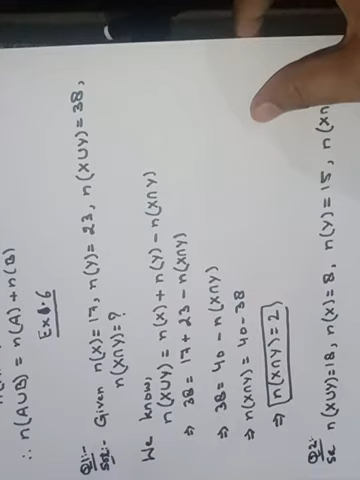 ∴ n(A∪B) = n(A) + n(B)
Ex 1.6
Q1:-
Sol:- Given n(X)=17, n(Y)=23, n(X∪Y)=38,
n(X∩Y)=?
We know,
n(X∪Y) = n(X) + n(Y) - n(X∩Y)
⇒ 38 = 17 + 23 - n(X∩Y)
⇒ 38 = 40 - n(X∩Y)
⇒ n(X∩Y) = 40-38
⇒ n(X∩Y) = 2
Q2:-
Sol n(X∪Y)=18, n(X)=8, n(Y)=15,